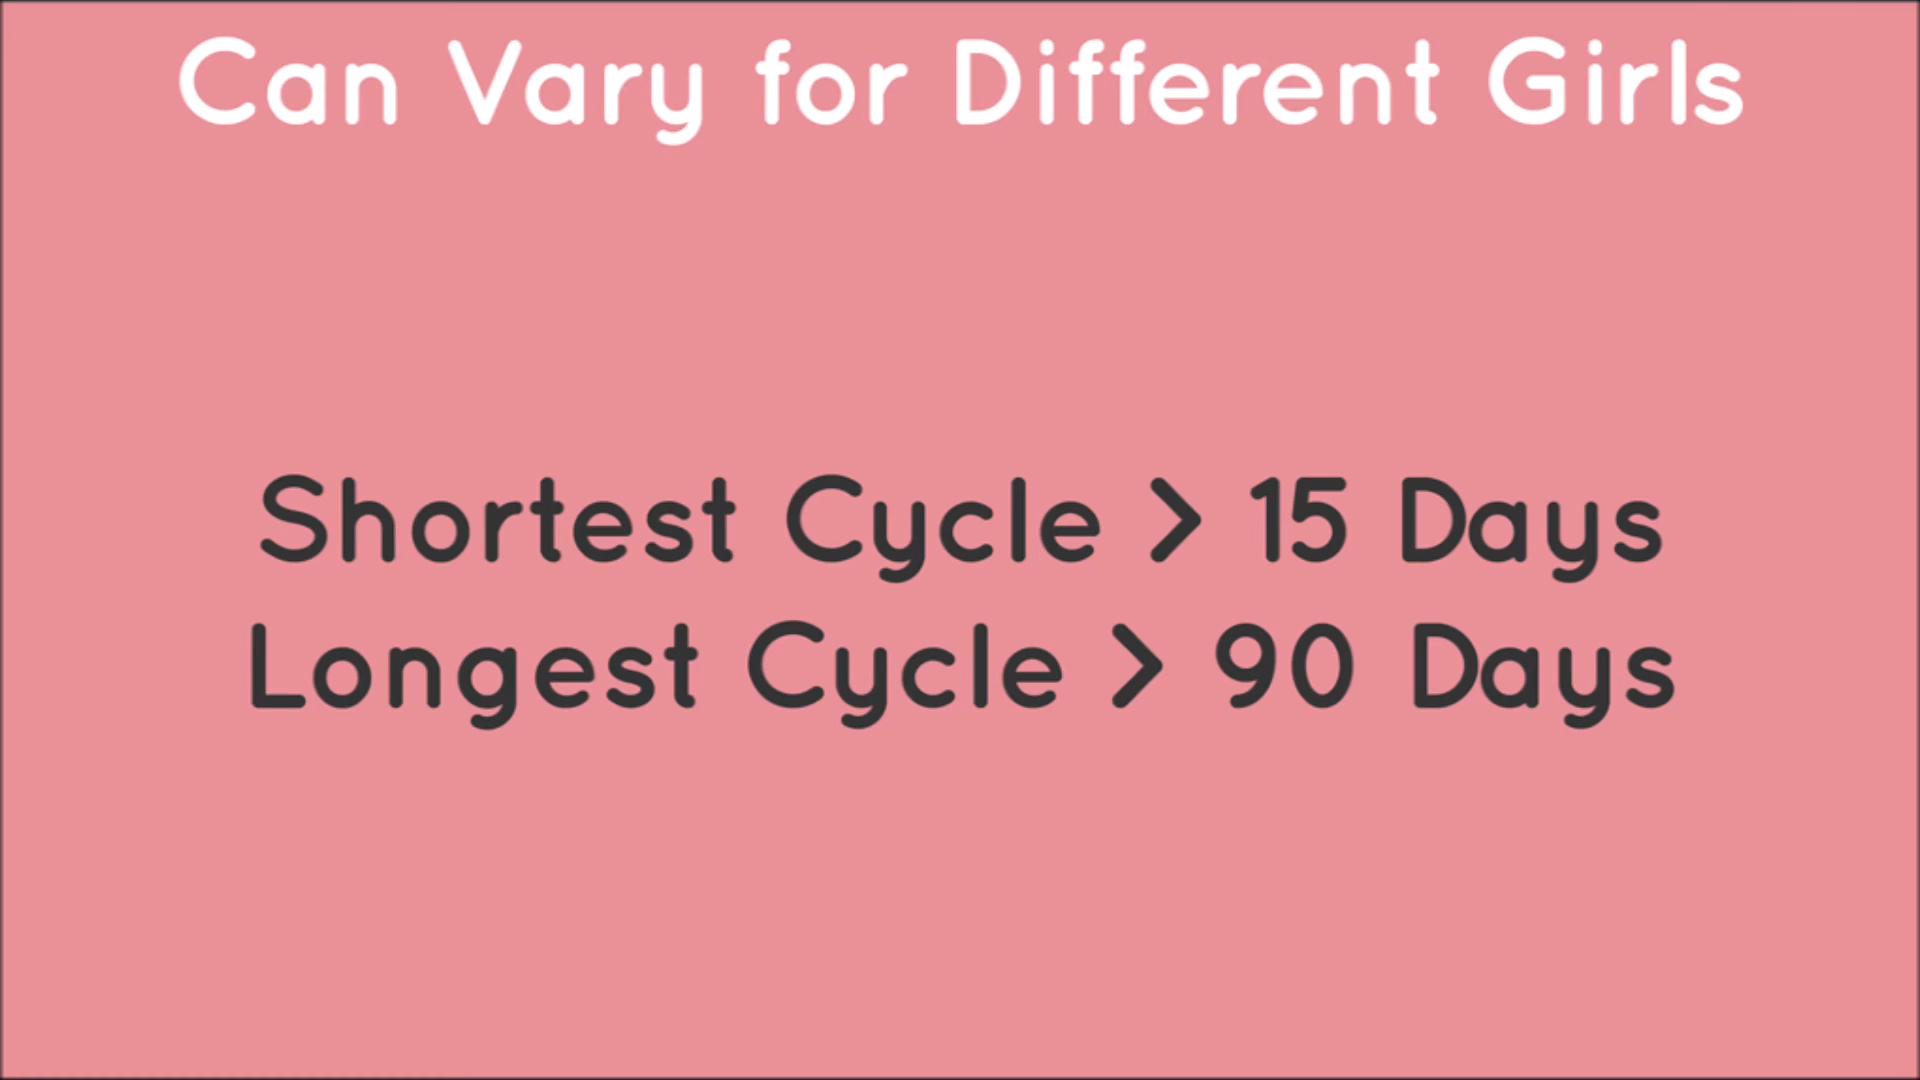 Can Vary for Different Girls
Shortest Cycle > 15 Days
Longest Cycle > 90 Days